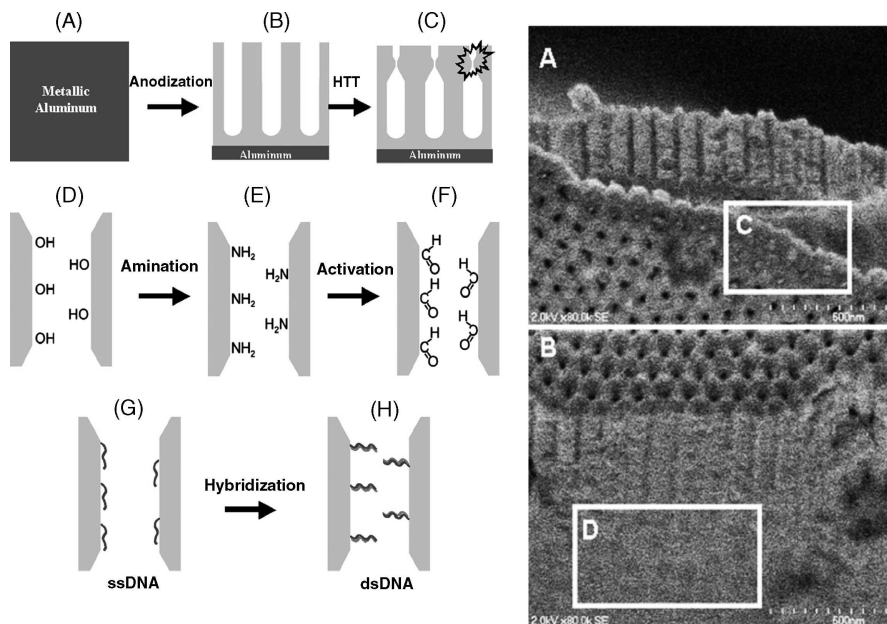 (A)
(B)
(C)
Metallic
Aluminum
Anodization
HTT
Aluminum
Aluminum
(D)
(E)
(F)
OH
HO
OH
HO
OH
Amination
NH2
H2N
NH2
H2N
NH2
Activation
H
C
O
H
C
O
H
C
O
H
C
O
H
C
O
(G)
(H)
Hybridization
ssDNA
dsDNA
A
C
2.0kV x80.0k SE
500nm
B
D
2.0kV x80.0k SE
500nm